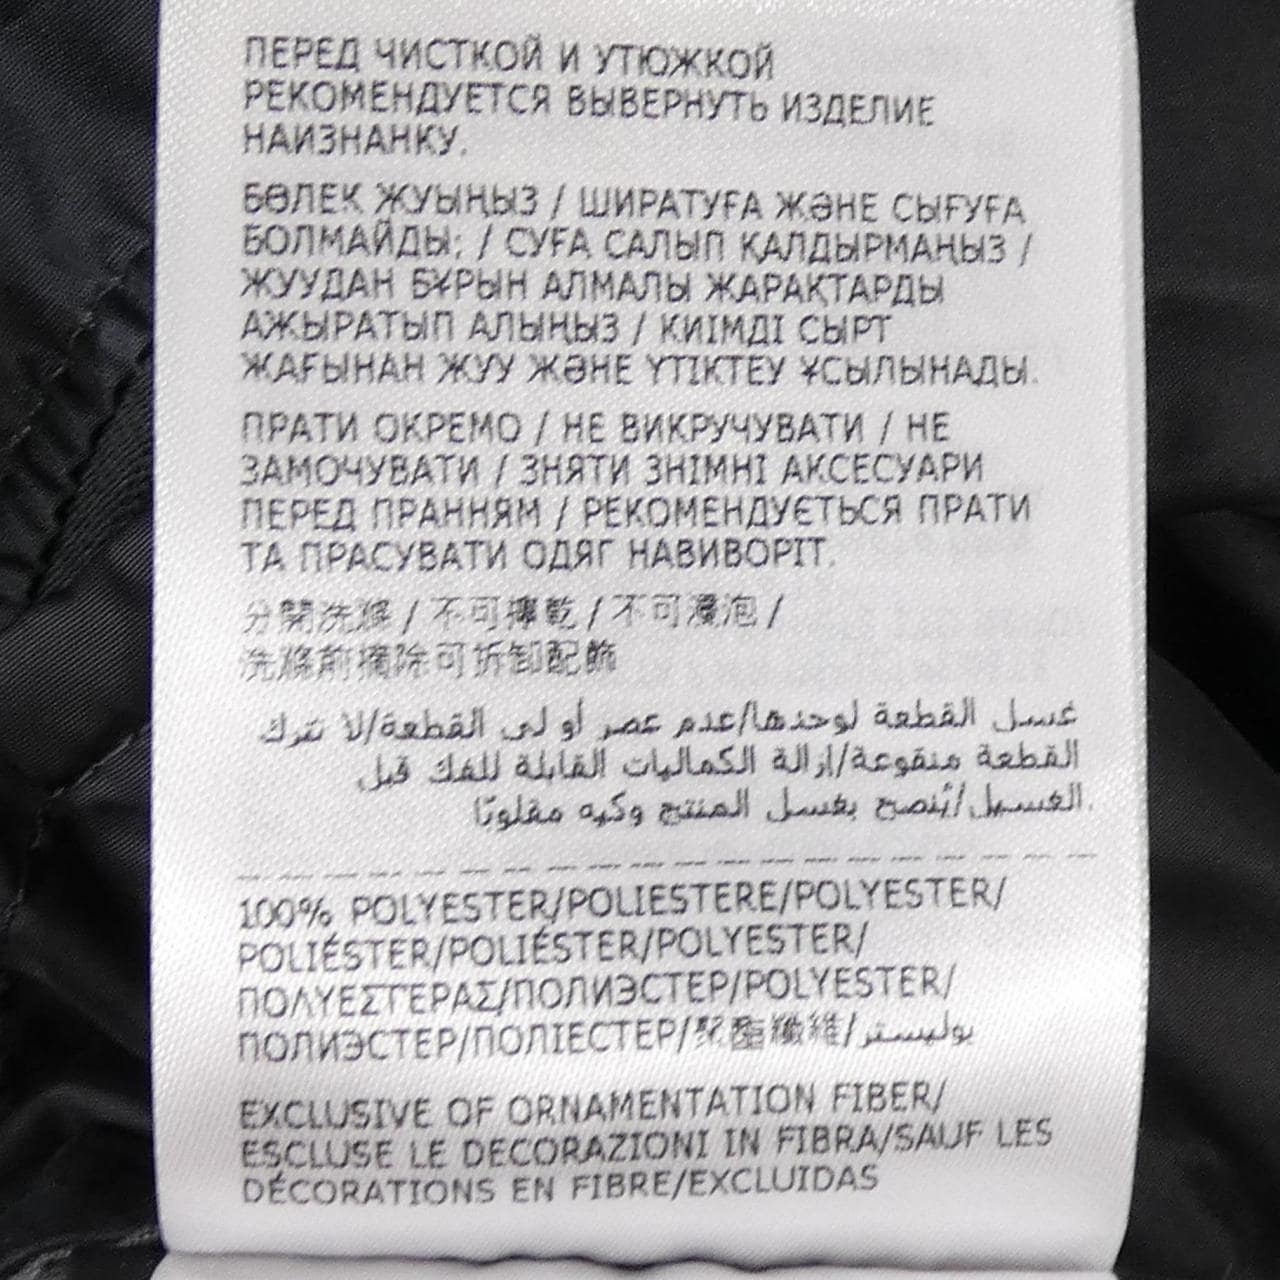 ПЕРЕД ЧИСТКОЙ И УТЮЖКОЙ
РЕКОМЕНДУЕТСЯ ВЫВЕРНУТЬ ИЗДЕЛИЕ
НАИЗНАНКУ.
БӨЛЕК ЖУЫҢЫЗ / ШИРАТУҒА ЖӘНЕ СЫҒУҒА
БОЛМАЙДЫ; / СУҒА САЛЫП ҚАЛДЫРМАҢЫЗ /
ЖУУДАН БҰРЫН АЛМАЛЫ ЖАРАҚТАРДЫ
АЖЫРАТЫП АЛЫҢЫЗ / КИІМДІ СЫРТ
ЖАҒЫНАН ЖУУ ЖӘНЕ ҮТІКТЕУ ҰСЫЛЫНАДЫ.
ПРАТИ ОКРЕМО / НЕ ВИКРУЧУВАТИ / НЕ
ЗАМОЧУВАТИ / ЗНЯТИ ЗНІМНІ АКСЕСУАРИ
ПЕРЕД ПРАННЯМ / РЕКОМЕНДУЄТЬСЯ ПРАТИ
ТА ПРАСУВАТИ ОДЯГ НАВИВОРІТ.
分開洗滌 / 不可擰乾 / 不可浸泡 /
洗滌前摘除可拆卸配飾
غسل القطعة لوحدها/عدم عصر أو لي القطعة/لا تترك
القطعة منقوعة/إزالة الكماليات القابلة للفك قبل
الغسيل/يُنصح بغسل المنتج وكيه مقلوبًا.
100% POLYESTER/POLIESTERE/POLYESTER/
POLIÉSTER/POLIÉSTER/POLYESTER/
ΠΟΛΥΕΣΤΕΡΑΣ/ПОЛИЭСТЕР/POLYESTER/
ПОЛИЭСТЕР/ПОЛІЕСТЕР/聚酯纖維/بوليستر
EXCLUSIVE OF ORNAMENTATION FIBER/
ESCLUSE LE DECORAZIONI IN FIBRA/SAUF LES
DÉCORATIONS EN FIBRE/EXCLUIDAS